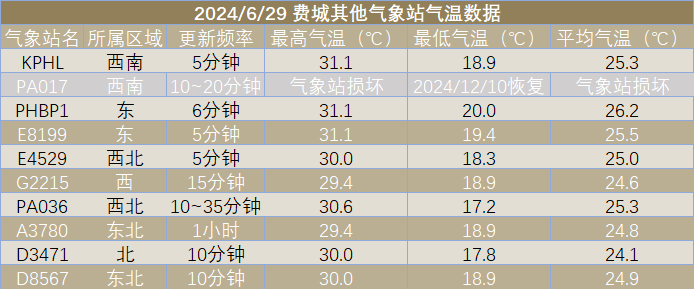 2024/6/29 费城其他气象站气温数据
气象站名 所属区域 更新频率 最高气温（℃） 最低气温（℃） 平均气温（℃）
KPHL 西南 5分钟 31.1 18.9 25.3
PA017 西南 10~20分钟 气象站损坏 2024/12/10恢复 气象站损坏
PHBP1 东 6分钟 31.1 20.0 26.2
E8199 东 5分钟 31.1 19.4 25.5
E4529 西北 5分钟 30.0 18.3 25.0
G2215 西 15分钟 29.4 18.9 24.6
PA036 西北 10~35分钟 30.6 17.2 25.3
A3780 东北 1小时 29.4 18.9 24.8
D3471 北 10分钟 30.0 17.8 24.1
D8567 东北 10分钟 30.0 18.9 24.9